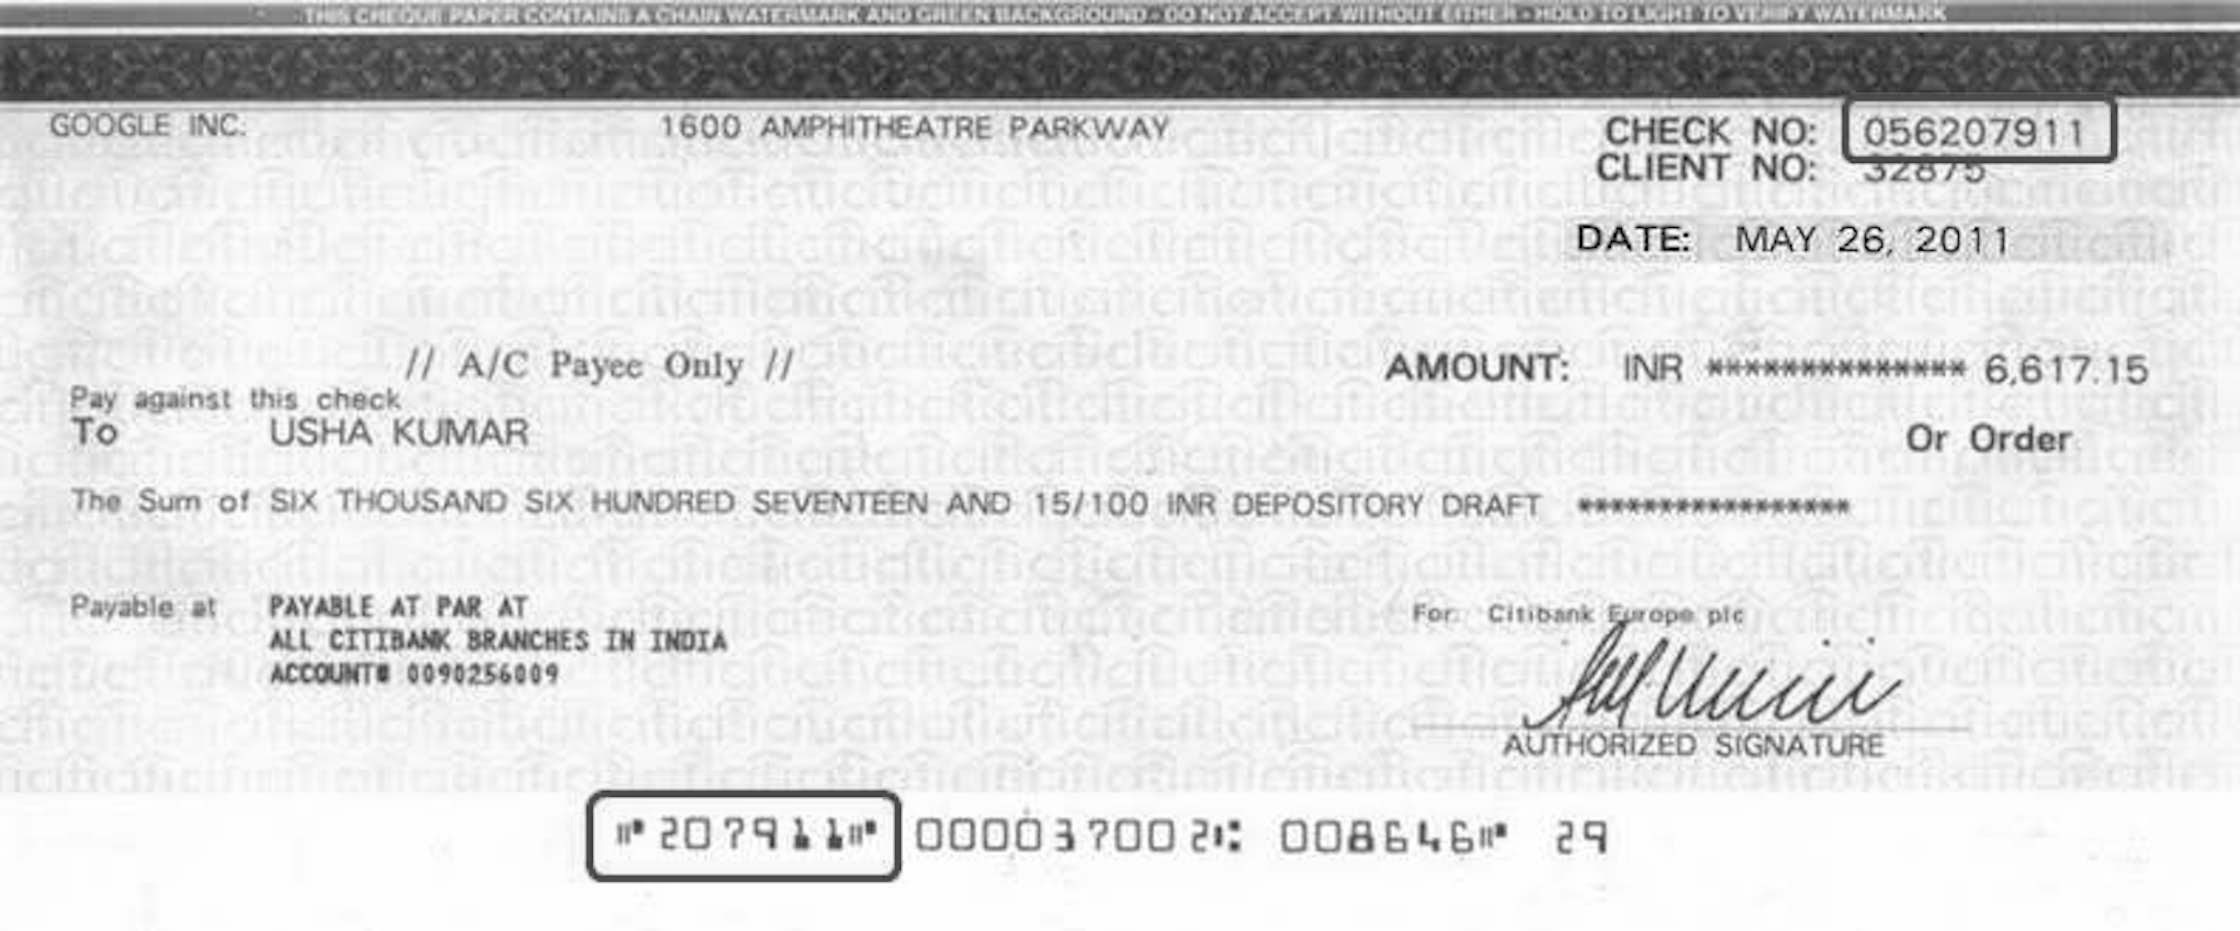 THIS CHEQUE PAPER CONTAINS A CHAIN WATERMARK AND GREEN BACKGROUND - DO NOT ACCEPT WITHOUT EITHER - HOLD TO LIGHT TO VERIFY WATERMARK
GOOGLE INC. 1600 AMPHITHEATRE PARKWAY CHECK NO: 056207911
CLIENT NO: 32875
DATE: MAY 26, 2011
// A/C Payee Only // AMOUNT: INR ************** 6,617.15
Pay against this check
To USHA KUMAR Or Order
The Sum of SIX THOUSAND SIX HUNDRED SEVENTEEN AND 15/100 INR DEPOSITORY DRAFT *****************
Payable at PAYABLE AT PAR AT
ALL CITIBANK BRANCHES IN INDIA
ACCOUNT# 0090256009
For: Citibank Europe plc
AUTHORIZED SIGNATURE
⑈207911⑈ 000037002⑆ 008646⑈ 29